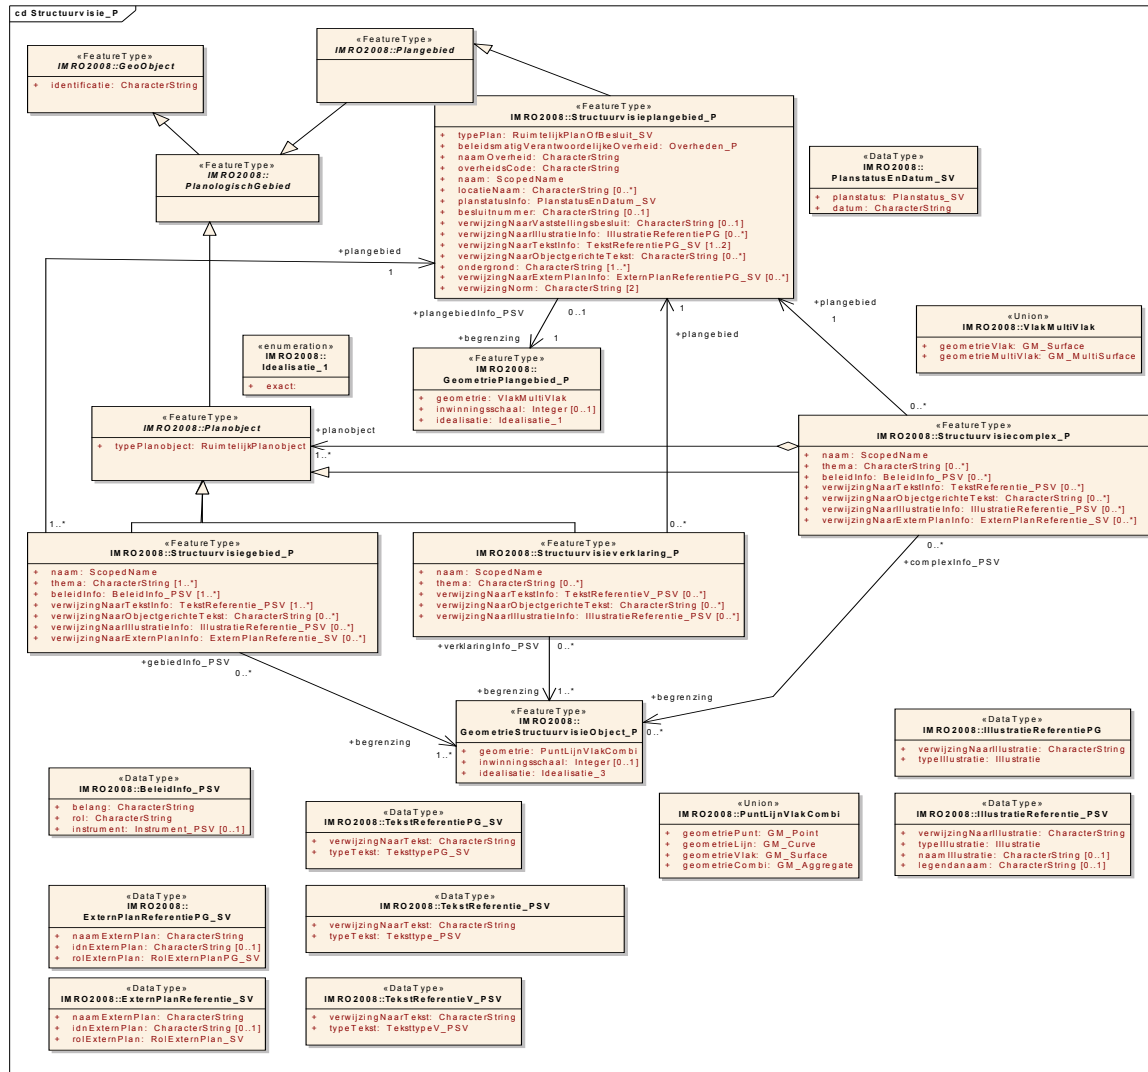 cd Structuurvisie_P
«FeatureType»
IMRO2008::GeoObject
+ identificatie: CharacterString
«FeatureType»
IMRO2008::Plangebied
«FeatureType»
IMRO2008::
PlanologischGebied
«FeatureType»
IMRO2008::Structuurvisieplangebied_P
+ typePlan: RuimtelijkPlanOfBesluit_SV
+ beleidsmatigVerantwoordelijkeOverheid: Overheden_P
+ naamOverheid: CharacterString
+ overheidsCode: CharacterString
+ naam: ScopedName
+ locatieNaam: CharacterString [0..*]
+ planstatusInfo: PlanstatusEnDatum_SV
+ besluitnummer: CharacterString [0..1]
+ verwijzingNaarVaststellingsbesluit: CharacterString [0..1]
+ verwijzingNaarIllustratieInfo: IllustratieReferentiePG [0..*]
+ verwijzingNaarTekstInfo: TekstReferentiePG_SV [1..2]
+ verwijzingNaarObjectgerichteTekst: CharacterString [0..*]
+ ondergrond: CharacterString [1..*]
+ verwijzingNaarExternPlanInfo: ExternPlanReferentiePG_SV [0..*]
+ verwijzingNorm: CharacterString [2]
«DataType»
IMRO2008::
PlanstatusEnDatum_SV
+ planstatus: Planstatus_SV
+ datum: CharacterString
+plangebied
1
+plangebiedInfo_PSV
0..1
+begrenzing
1
1
+plangebied
+plangebied
1
0..*
«Union»
IMRO2008::VlakMultiVlak
+ geometrieVlak: GM_Surface
+ geometrieMultiVlak: GM_MultiSurface
«enumeration»
IMRO2008::
Idealisatie_1
+ exact:
«FeatureType»
IMRO2008::
GeometriePlangebied_P
+ geometrie: VlakMultiVlak
+ inwinningsschaal: Integer [0..1]
+ idealisatie: Idealisatie_1
«FeatureType»
IMRO2008::Planobject
+ typePlanobject: RuimtelijkPlanobject
+planobject
1..*
«FeatureType»
IMRO2008::Structuurvisiecomplex_P
+ naam: ScopedName
+ thema: CharacterString [0..*]
+ beleidInfo: BeleidInfo_PSV [0..*]
+ verwijzingNaarTekstInfo: TekstReferentie_PSV [0..*]
+ verwijzingNaarObjectgerichteTekst: CharacterString [0..*]
+ verwijzingNaarIllustratieInfo: IllustratieReferentie_PSV [0..*]
+ verwijzingNaarExternPlanInfo: ExternPlanReferentie_SV [0..*]
1..*
0..*
0..*
+complexInfo_PSV
«FeatureType»
IMRO2008::Structuurvisiegebied_P
+ naam: ScopedName
+ thema: CharacterString [1..*]
+ beleidInfo: BeleidInfo_PSV [1..*]
+ verwijzingNaarTekstInfo: TekstReferentie_PSV [1..*]
+ verwijzingNaarObjectgerichteTekst: CharacterString [0..*]
+ verwijzingNaarIllustratieInfo: IllustratieReferentie_PSV [0..*]
+ verwijzingNaarExternPlanInfo: ExternPlanReferentie_SV [0..*]
«FeatureType»
IMRO2008::Structuurvisieverklaring_P
+ naam: ScopedName
+ thema: CharacterString [0..*]
+ verwijzingNaarTekstInfo: TekstReferentieV_PSV [0..*]
+ verwijzingNaarObjectgerichteTekst: CharacterString [0..*]
+ verwijzingNaarIllustratieInfo: IllustratieReferentie_PSV [0..*]
+gebiedInfo_PSV
0..*
+verklaringInfo_PSV
0..*
+begrenzing
1..*
+begrenzing
0..*
+begrenzing
1..*
«FeatureType»
IMRO2008::
GeometrieStructuurvisieObject_P
+ geometrie: PuntLijnVlakCombi
+ inwinningsschaal: Integer [0..1]
+ idealisatie: Idealisatie_3
«DataType»
IMRO2008::IllustratieReferentiePG
+ verwijzingNaarIllustratie: CharacterString
+ typeIllustratie: Illustratie
«DataType»
IMRO2008::BeleidInfo_PSV
+ belang: CharacterString
+ rol: CharacterString
+ instrument: Instrument_PSV [0..1]
«DataType»
IMRO2008::TekstReferentiePG_SV
+ verwijzingNaarTekst: CharacterString
+ typeTekst: TeksttypePG_SV
«Union»
IMRO2008::PuntLijnVlakCombi
+ geometriePunt: GM_Point
+ geometrieLijn: GM_Curve
+ geometrieVlak: GM_Surface
+ geometrieCombi: GM_Aggregate
«DataType»
IMRO2008::IllustratieReferentie_PSV
+ verwijzingNaarIllustratie: CharacterString
+ typeIllustratie: Illustratie
+ naamIllustratie: CharacterString [0..1]
+ legendanaam: CharacterString [0..1]
«DataType»
IMRO2008::
ExternPlanReferentiePG_SV
+ naamExternPlan: CharacterString
+ idnExternPlan: CharacterString [0..1]
+ rolExternPlan: RolExternPlanPG_SV
«DataType»
IMRO2008::TekstReferentie_PSV
+ verwijzingNaarTekst: CharacterString
+ typeTekst: Teksttype_PSV
«DataType»
IMRO2008::ExternPlanReferentie_SV
+ naamExternPlan: CharacterString
+ idnExternPlan: CharacterString [0..1]
+ rolExternPlan: RolExternPlan_SV
«DataType»
IMRO2008::TekstReferentieV_PSV
+ verwijzingNaarTekst: CharacterString
+ typeTekst: TeksttypeV_PSV